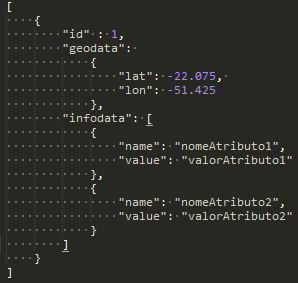 [
    {
        "id" : 1,
        "geodata":
            {
                "lat": -22.075,
                "lon": -51.425
            },
        "infodata": [
            {
                "name": "nomeAtributo1",
                "value": "valorAtributo1"
            },
            {
                "name": "nomeAtributo2",
                "value": "valorAtributo2"
            }
        ]
    }
]